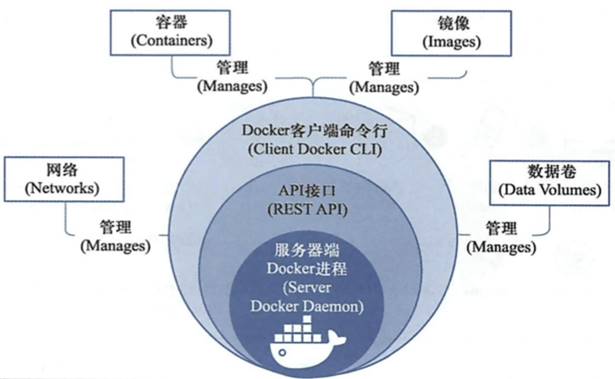 容器
(Containers)
镜像
(Images)
管理
(Manages)
管理
(Manages)
Docker客户端命令行
(Client Docker CLI)
网络
(Networks)
数据卷
(Data Volumes)
API接口
(REST API)
管理
(Manages)
管理
(Manages)
服务器端
Docker进程
(Server
Docker Daemon)